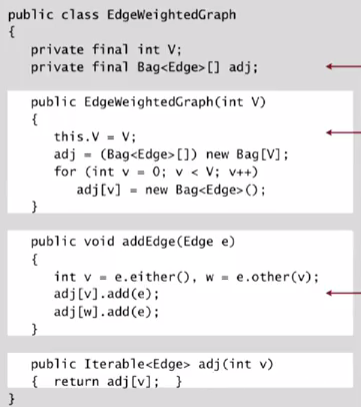 public class EdgeWeightedGraph
{
private final int V;
private final Bag<Edge>[] adj;
public EdgeWeightedGraph(int V)
{
this.V = V;
adj = (Bag<Edge>[]) new Bag[V];
for (int v = 0; v < V; v++)
adj[v] = new Bag<Edge>();
}
public void addEdge(Edge e)
{
int v = e.either(), w = e.other(v);
adj[v].add(e);
adj[w].add(e);
}
public Iterable<Edge> adj(int v)
{ return adj[v]; }
}